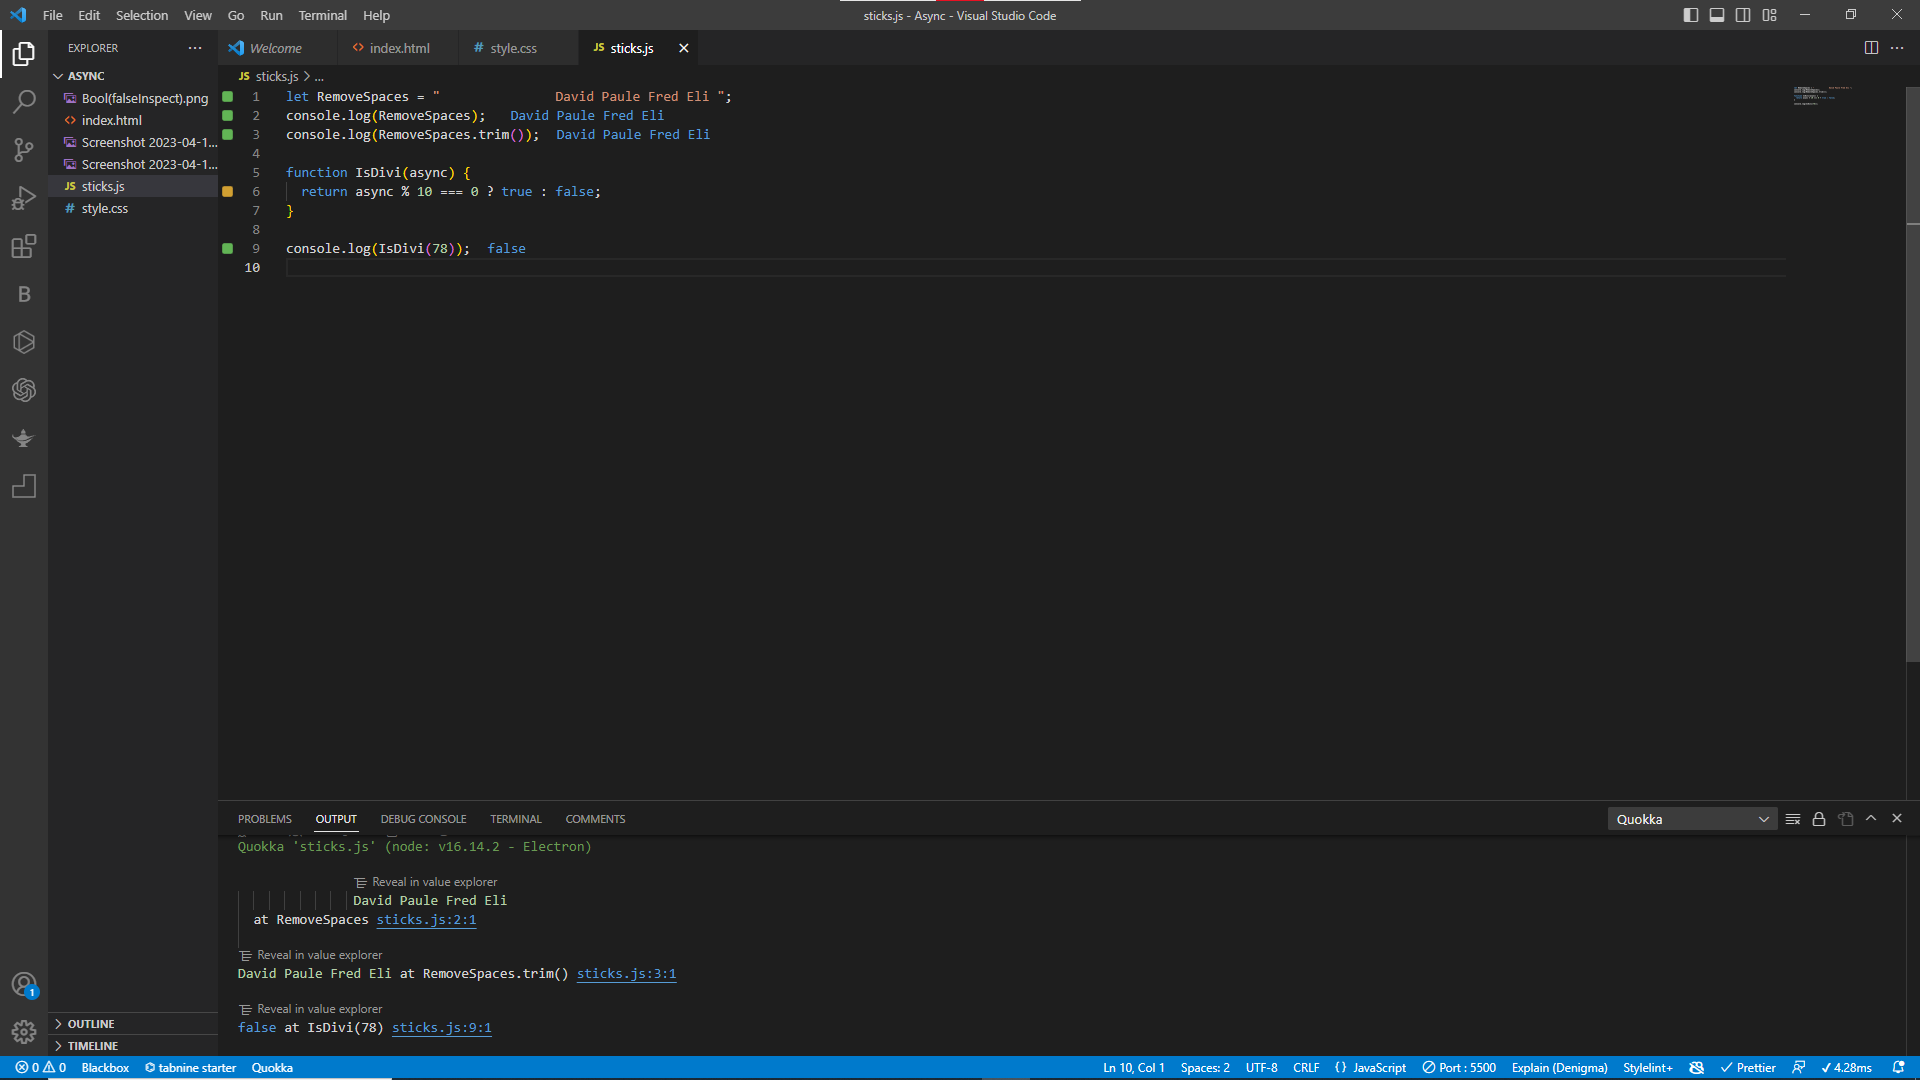 File Edit Selection View Go Run Terminal Help
sticks.js - Async - Visual Studio Code
EXPLORER
Welcome
index.html
style.css
sticks.js
ASYNC
Bool(falseInspect).png
index.html
Screenshot 2023-04-1...
Screenshot 2023-04-1...
JS sticks.js
# style.css
JS sticks.js > ...
1 let RemoveSpaces = "               David Paule Fred Eli ";
2 console.log(RemoveSpaces);   David Paule Fred Eli
3 console.log(RemoveSpaces.trim());  David Paule Fred Eli
4
5 function IsDivi(async) {
6   return async % 10 === 0 ? true : false;
7 }
8
9 console.log(IsDivi(78));  false
10
PROBLEMS OUTPUT DEBUG CONSOLE TERMINAL COMMENTS
Quokka
Quokka 'sticks.js' (node: v16.14.2 - Electron)
Reveal in value explorer
David Paule Fred Eli
at RemoveSpaces sticks.js:2:1
Reveal in value explorer
David Paule Fred Eli at RemoveSpaces.trim() sticks.js:3:1
Reveal in value explorer
false at IsDivi(78) sticks.js:9:1
B
1
OUTLINE
TIMELINE
0 0 Blackbox tabnine starter Quokka
Ln 10, Col 1 Spaces: 2 UTF-8 CRLF {} JavaScript Port : 5500 Explain (Denigma) Stylelint+ Prettier 4.28ms